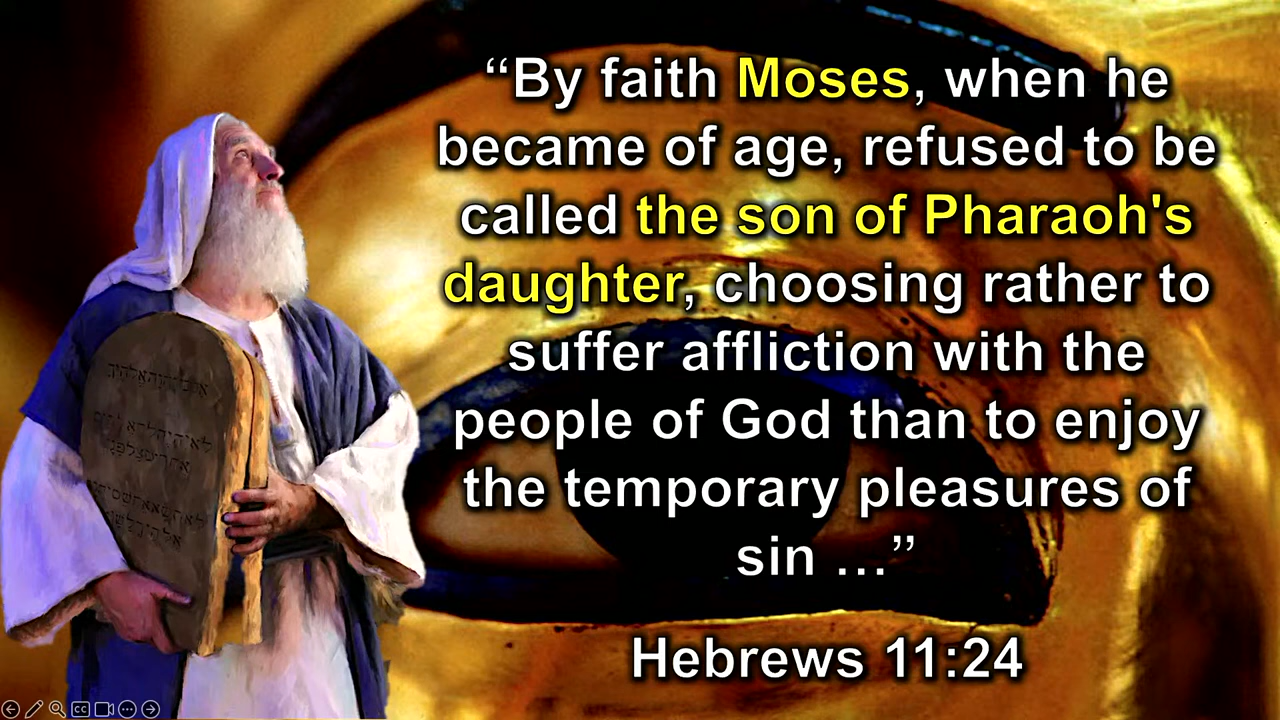 “By faith Moses, when he
became of age, refused to be
called the son of Pharaoh's
daughter, choosing rather to
suffer affliction with the
people of God than to enjoy
the temporary pleasures of
sin …”
Hebrews 11:24
CC